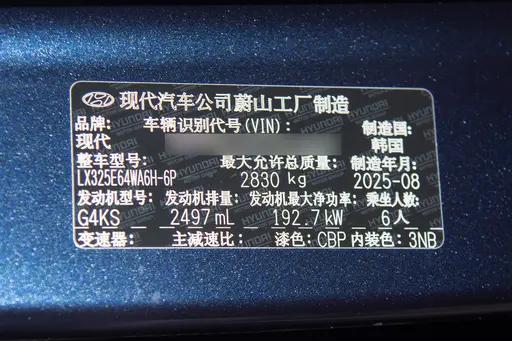 现代汽车公司蔚山工厂制造
品牌: 车辆识别代号(VIN): 制造国:
现代 韩国
整车型号: 最大允许总质量: 制造年月:
LX325E64WA6H-6P 2830 kg 2025-08
发动机型号: 发动机排量: 发动机最大净功率: 乘坐人数:
G4KS 2497 mL 192.7 kW 6 人
变速器: 主减速比: 漆色: CBP 内装色: 3NB